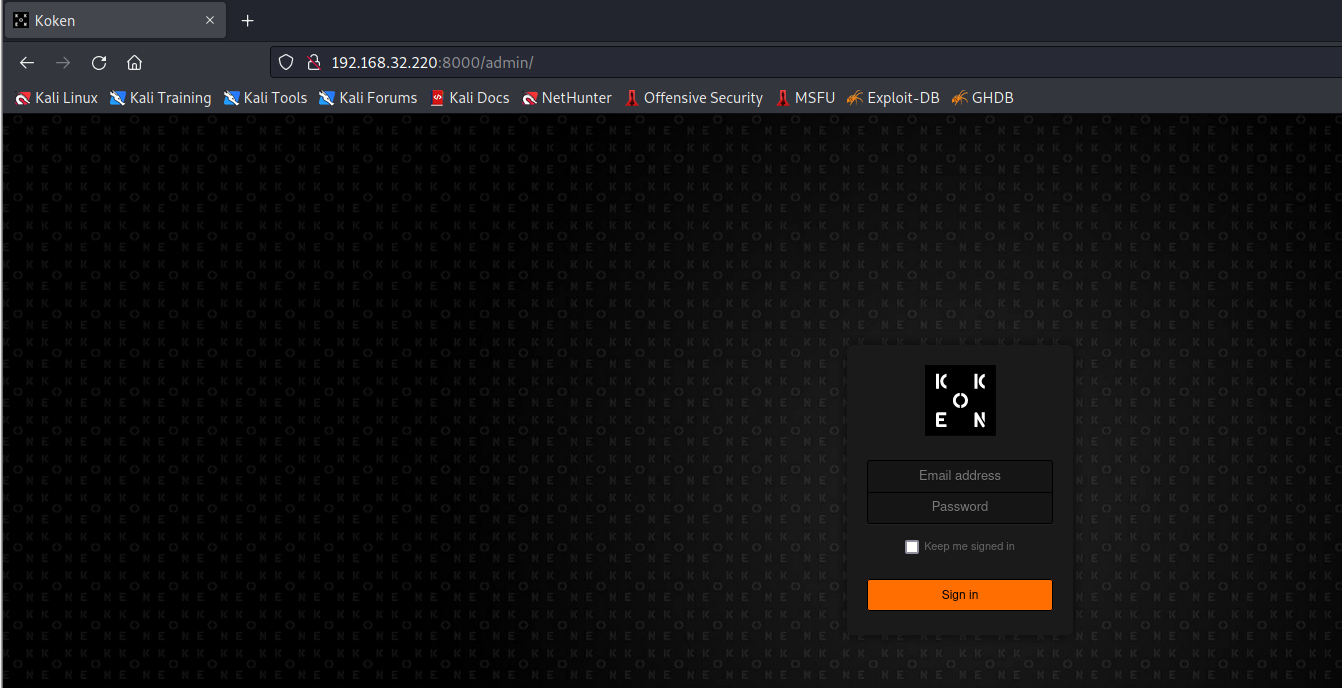 Koken
192.168.32.220:8000/admin/
Kali Linux Kali Training Kali Tools Kali Forums Kali Docs NetHunter Offensive Security MSFU Exploit-DB GHDB
K K
O
E N
Email address
Password
Keep me signed in
Sign in